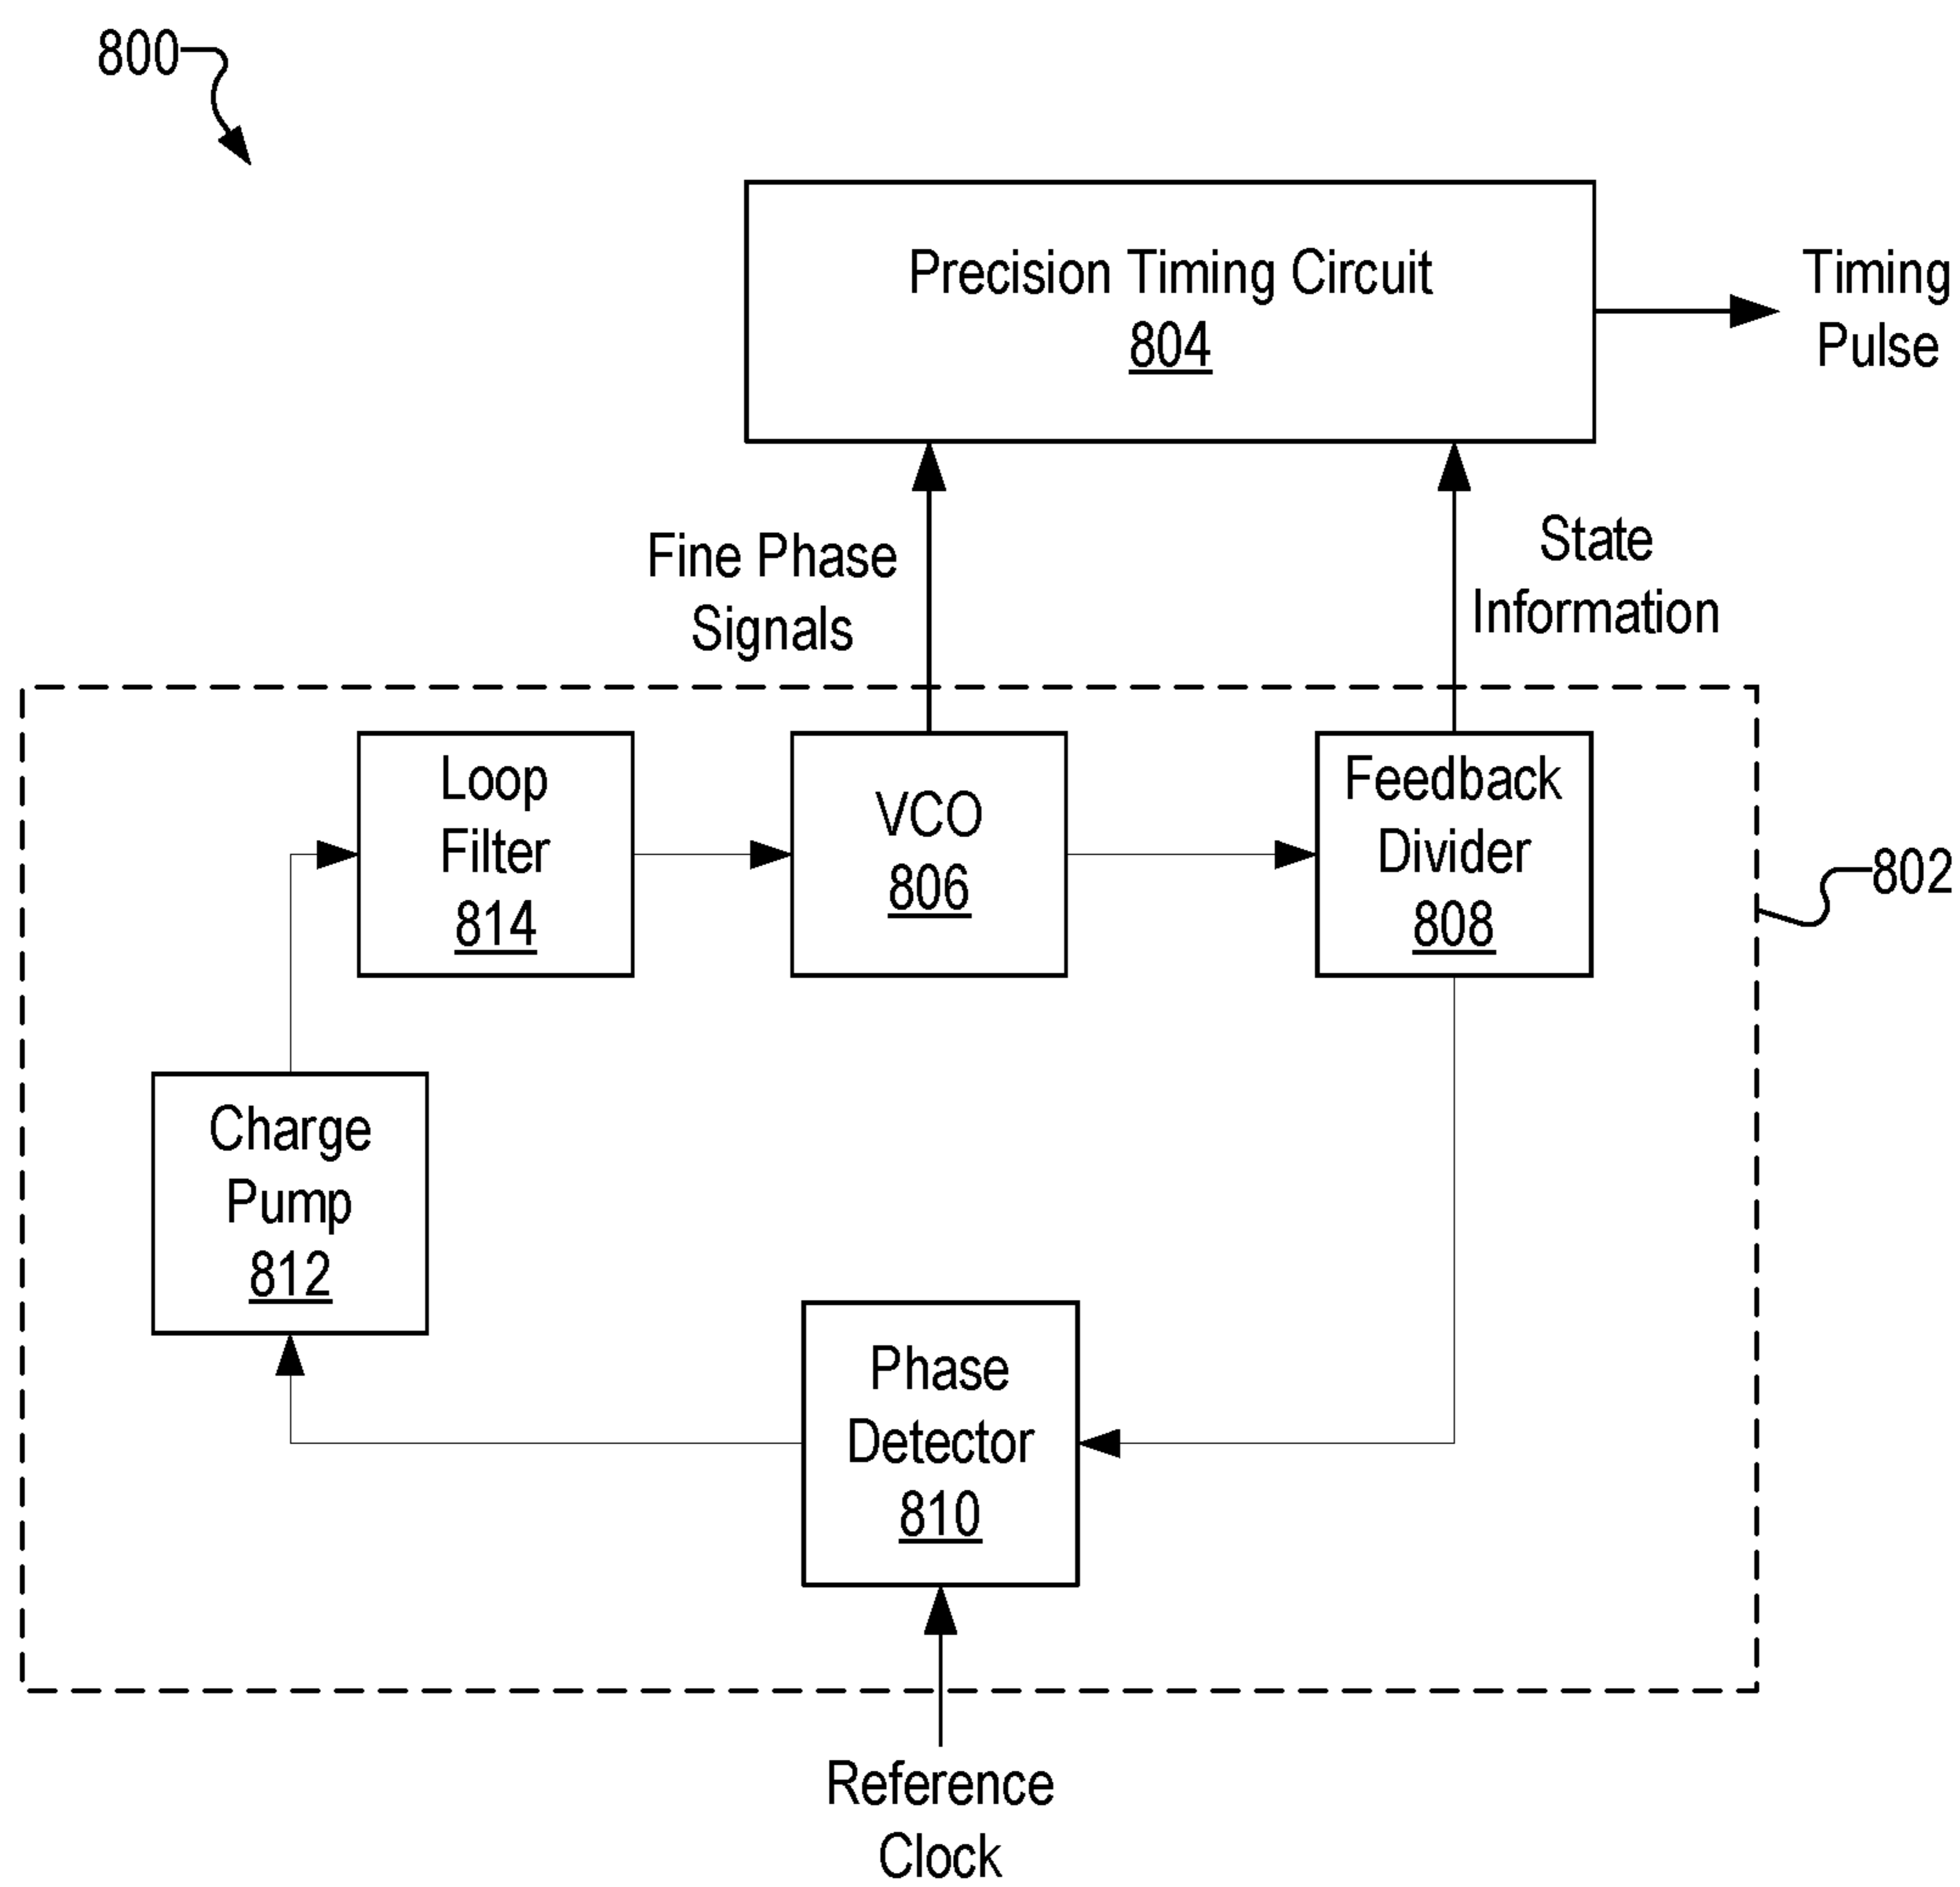 800
Precision Timing Circuit
804
Timing
Pulse
Fine Phase
Signals
State
Information
Loop
Filter
814
VCO
806
Feedback
Divider
808
802
Charge
Pump
812
Phase
Detector
810
Reference
Clock